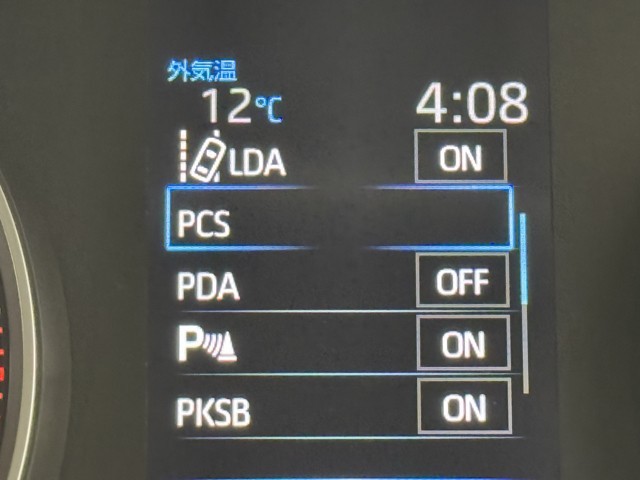 外気温
12℃ 4:08
LDA ON
PCS
PDA OFF
P ON
PKSB ON